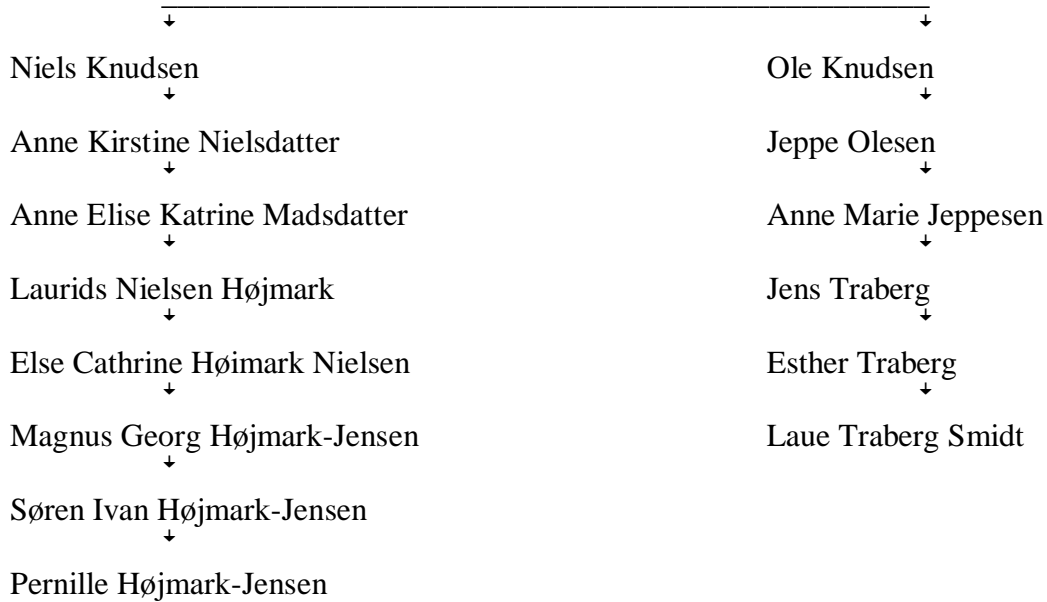 Niels Knudsen Ole Knudsen
Anne Kirstine Nielsdatter Jeppe Olesen
Anne Elise Katrine Madsdatter Anne Marie Jeppesen
Laurids Nielsen Højmark Jens Traberg
Else Cathrine Høimark Nielsen Esther Traberg
Magnus Georg Højmark-Jensen Laue Traberg Smidt
Søren Ivan Højmark-Jensen
Pernille Højmark-Jensen